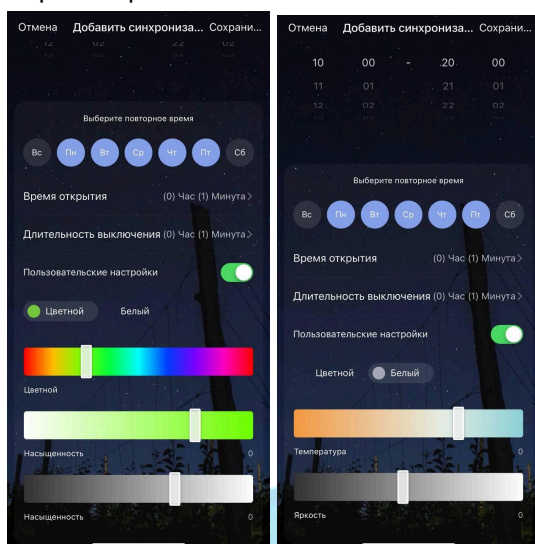 Отмена Добавить синхрониза... Сохрани...
12 02 22 02
Выберите повторное время
Вс Пн Вт Ср Чт Пт Сб
Время открытия (0) Час (1) Минута >
Длительность выключения (0) Час (1) Минута >
Пользовательские настройки
Цветной Белый
Цветной
Насыщенность 0
Насыщенность 0
Отмена Добавить синхрониза... Сохрани...
10 00 - 20 00
11 01 21 01
12 02 22 02
Выберите повторное время
Вс Пн Вт Ср Чт Пт Сб
Время открытия (0) Час (1) Минута >
Длительность выключения (0) Час (1) Минута >
Пользовательские настройки
Цветной Белый
Температура 0
Яркость 0